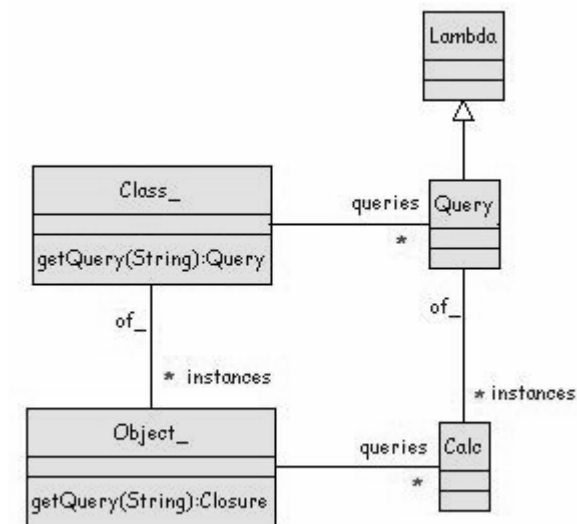 Lambda
Class_
queries
Query
*
getQuery(String):Query
of_
of_
* instances
* instances
Object_
queries
Calc
*
getQuery(String):Closure